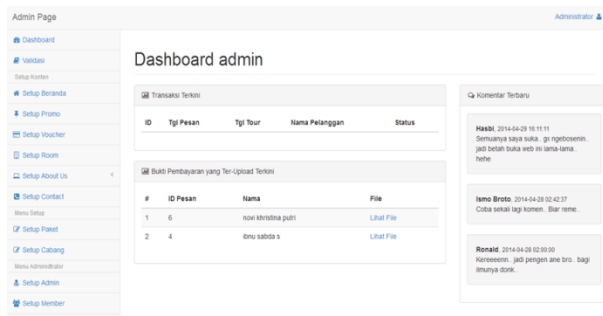 Admin Page
Administrator
Dashboard
Validasi
Setup Konten
Setup Beranda
Setup Promo
Setup Voucher
Setup Room
Setup About Us
Setup Contact
Menu Setup
Setup Paket
Setup Cabang
Menu Administrator
Setup Admin
Setup Member
Dashboard admin
Transaksi Terkini
ID Tgl Pesan Tgl Tour Nama Pelanggan Status
Bukti Pembayaran yang Ter-Upload Terkini
# ID Pesan Nama File
1 6 novi khristina putri Lihat File
2 4 ibnu sabda s Lihat File
Komentar Terbaru
Hasbi, 2014-04-29 16:11:11
Semuanya saya suka.. gx ngebosenin..
jadi betah buka web ini lama-lama..
hehe
Ismo Broto, 2014-04-28 02:42:37
Coba sekali lagi komen.. Biar reme..
Ronald, 2014-04-28 02:00:00
Kereeeenn.. jadi pengen ane bro.. bagi
ilmunya donk..